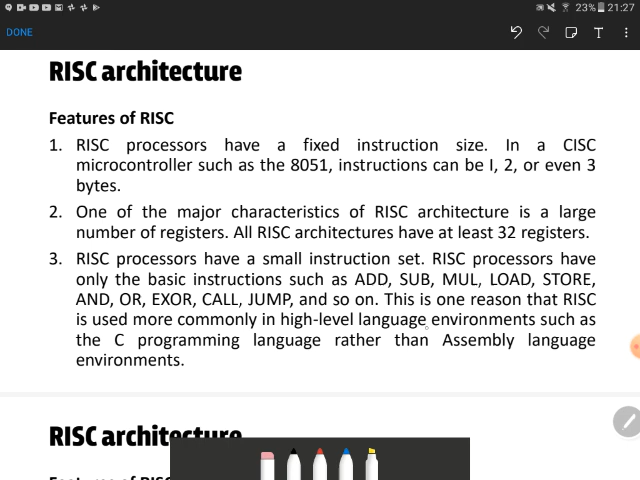 23% 21:27
DONE
T
RISC architecture
Features of RISC
1. RISC processors have a fixed instruction size. In a CISC
microcontroller such as the 8051, instructions can be I, 2, or even 3
bytes.
2. One of the major characteristics of RISC architecture is a large
number of registers. All RISC architectures have at least 32 registers.
3. RISC processors have a small instruction set. RISC processors have
only the basic instructions such as ADD, SUB, MUL, LOAD, STORE,
AND, OR, EXOR, CALL, JUMP, and so on. This is one reason that RISC
is used more commonly in high-level language environments such as
the C programming language rather than Assembly language
environments.
RISC architecture
Features of RISC